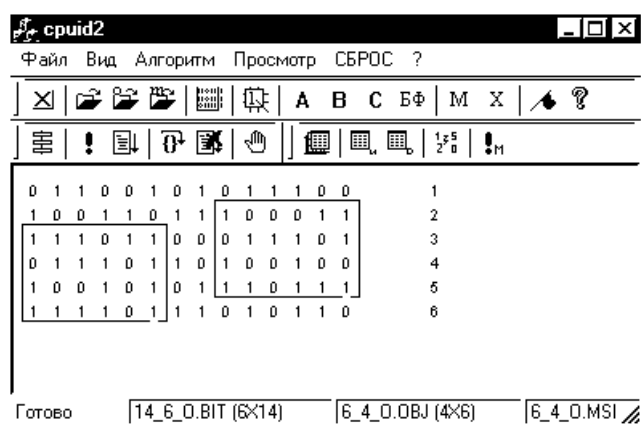 cpuid2
Файл Вид Алгоритм Просмотр СБРОС ?
A B C БФ M X
0 1 1 0 0 1 0 1 0 1 1 1 0 0 1
1 0 0 1 1 0 1 1 1 0 0 0 1 1 2
1 1 1 0 1 1 0 0 0 1 1 1 0 1 3
0 1 1 1 0 1 1 0 1 0 0 1 0 0 4
1 0 0 1 0 1 0 1 1 1 0 1 1 1 5
1 1 1 1 0 1 1 1 0 1 0 1 1 0 6
Готово 14_6_0.BIT (6X14) 6_4_0.OBJ (4X6) 6_4_0.MSI